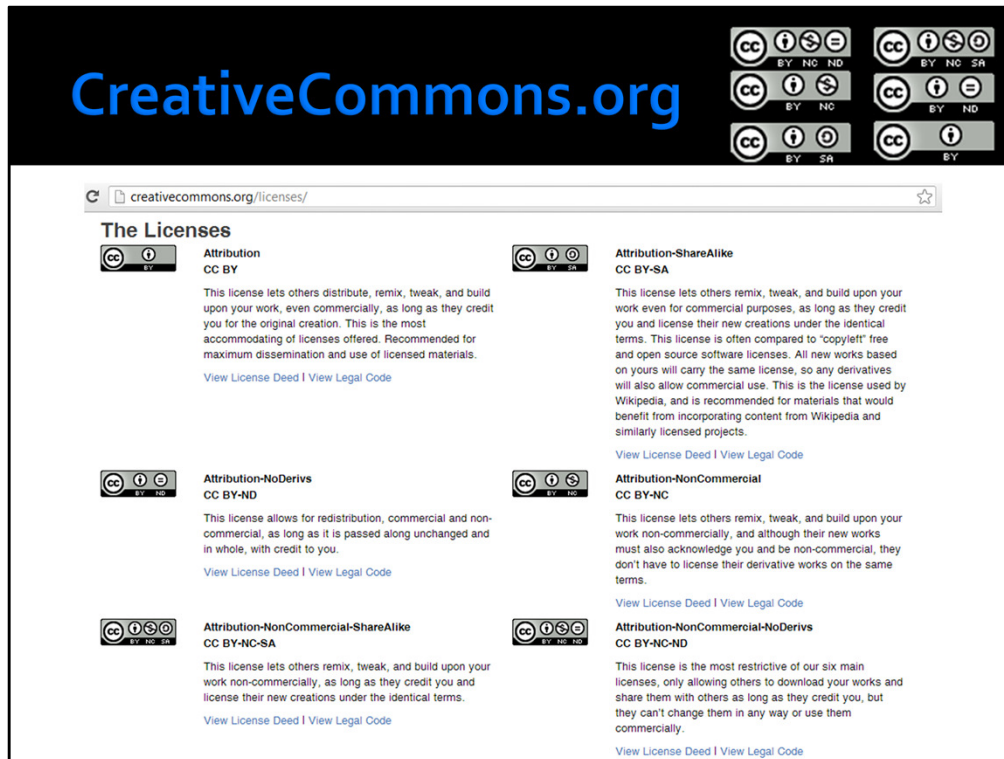 CreativeCommons.org
CC BY NC ND
CC BY NC SA
CC BY NC
CC BY ND
CC BY SA
CC BY
creativecommons.org/licenses/
The Licenses
CC BY
Attribution
CC BY
This license lets others distribute, remix, tweak, and build
upon your work, even commercially, as long as they credit
you for the original creation. This is the most
accommodating of licenses offered. Recommended for
maximum dissemination and use of licensed materials.
View License Deed | View Legal Code
CC BY SA
Attribution-ShareAlike
CC BY-SA
This license lets others remix, tweak, and build upon your
work even for commercial purposes, as long as they credit
you and license their new creations under the identical
terms. This license is often compared to “copyleft” free
and open source software licenses. All new works based
on yours will carry the same license, so any derivatives
will also allow commercial use. This is the license used by
Wikipedia, and is recommended for materials that would
benefit from incorporating content from Wikipedia and
similarly licensed projects.
View License Deed | View Legal Code
CC BY ND
Attribution-NoDerivs
CC BY-ND
This license allows for redistribution, commercial and non-
commercial, as long as it is passed along unchanged and
in whole, with credit to you.
View License Deed | View Legal Code
CC BY NC
Attribution-NonCommercial
CC BY-NC
This license lets others remix, tweak, and build upon your
work non-commercially, and although their new works
must also acknowledge you and be non-commercial, they
don't have to license their derivative works on the same
terms.
View License Deed | View Legal Code
CC BY NC SA
Attribution-NonCommercial-ShareAlike
CC BY-NC-SA
This license lets others remix, tweak, and build upon your
work non-commercially, as long as they credit you and
license their new creations under the identical terms.
View License Deed | View Legal Code
CC BY NC ND
Attribution-NonCommercial-NoDerivs
CC BY-NC-ND
This license is the most restrictive of our six main
licenses, only allowing others to download your works and
share them with others as long as they credit you, but
they can't change them in any way or use them
commercially.
View License Deed | View Legal Code